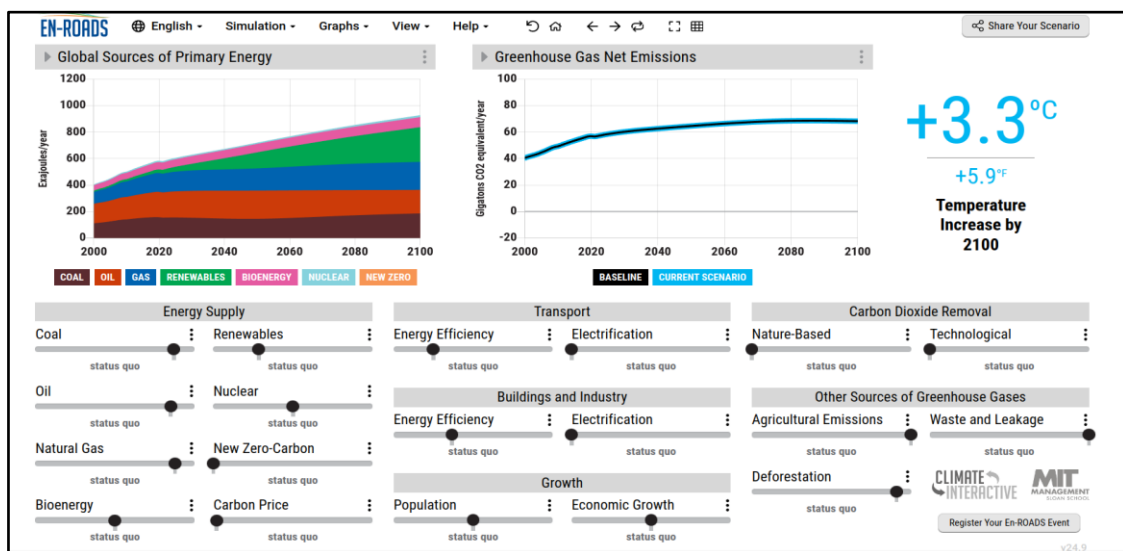 EN-ROADS English Simulation Graphs View Help Share Your Scenario
Global Sources of Primary Energy
Exajoules/year
1200
1000
800
600
400
200
0
2000 2020 2040 2060 2080 2100
COAL OIL GAS RENEWABLES BIOENERGY NUCLEAR NEW ZERO
Greenhouse Gas Net Emissions
Gigatons CO2 equivalent/year
100
80
60
40
20
0
-20
2000 2020 2040 2060 2080 2100
BASELINE CURRENT SCENARIO
+3.3°C
+5.9°F
Temperature
Increase by
2100
Energy Supply
Coal Renewables
status quo status quo
Oil Nuclear
status quo status quo
Natural Gas New Zero-Carbon
status quo status quo
Bioenergy Carbon Price
status quo status quo
Transport
Energy Efficiency Electrification
status quo status quo
Buildings and Industry
Energy Efficiency Electrification
status quo status quo
Growth
Population Economic Growth
status quo status quo
Carbon Dioxide Removal
Nature-Based Technological
status quo status quo
Other Sources of Greenhouse Gases
Agricultural Emissions Waste and Leakage
status quo status quo
Deforestation
status quo
CLIMATE
INTERACTIVE
MIT
MANAGEMENT
SLOAN SCHOOL
Register Your En-ROADS Event
v24.9